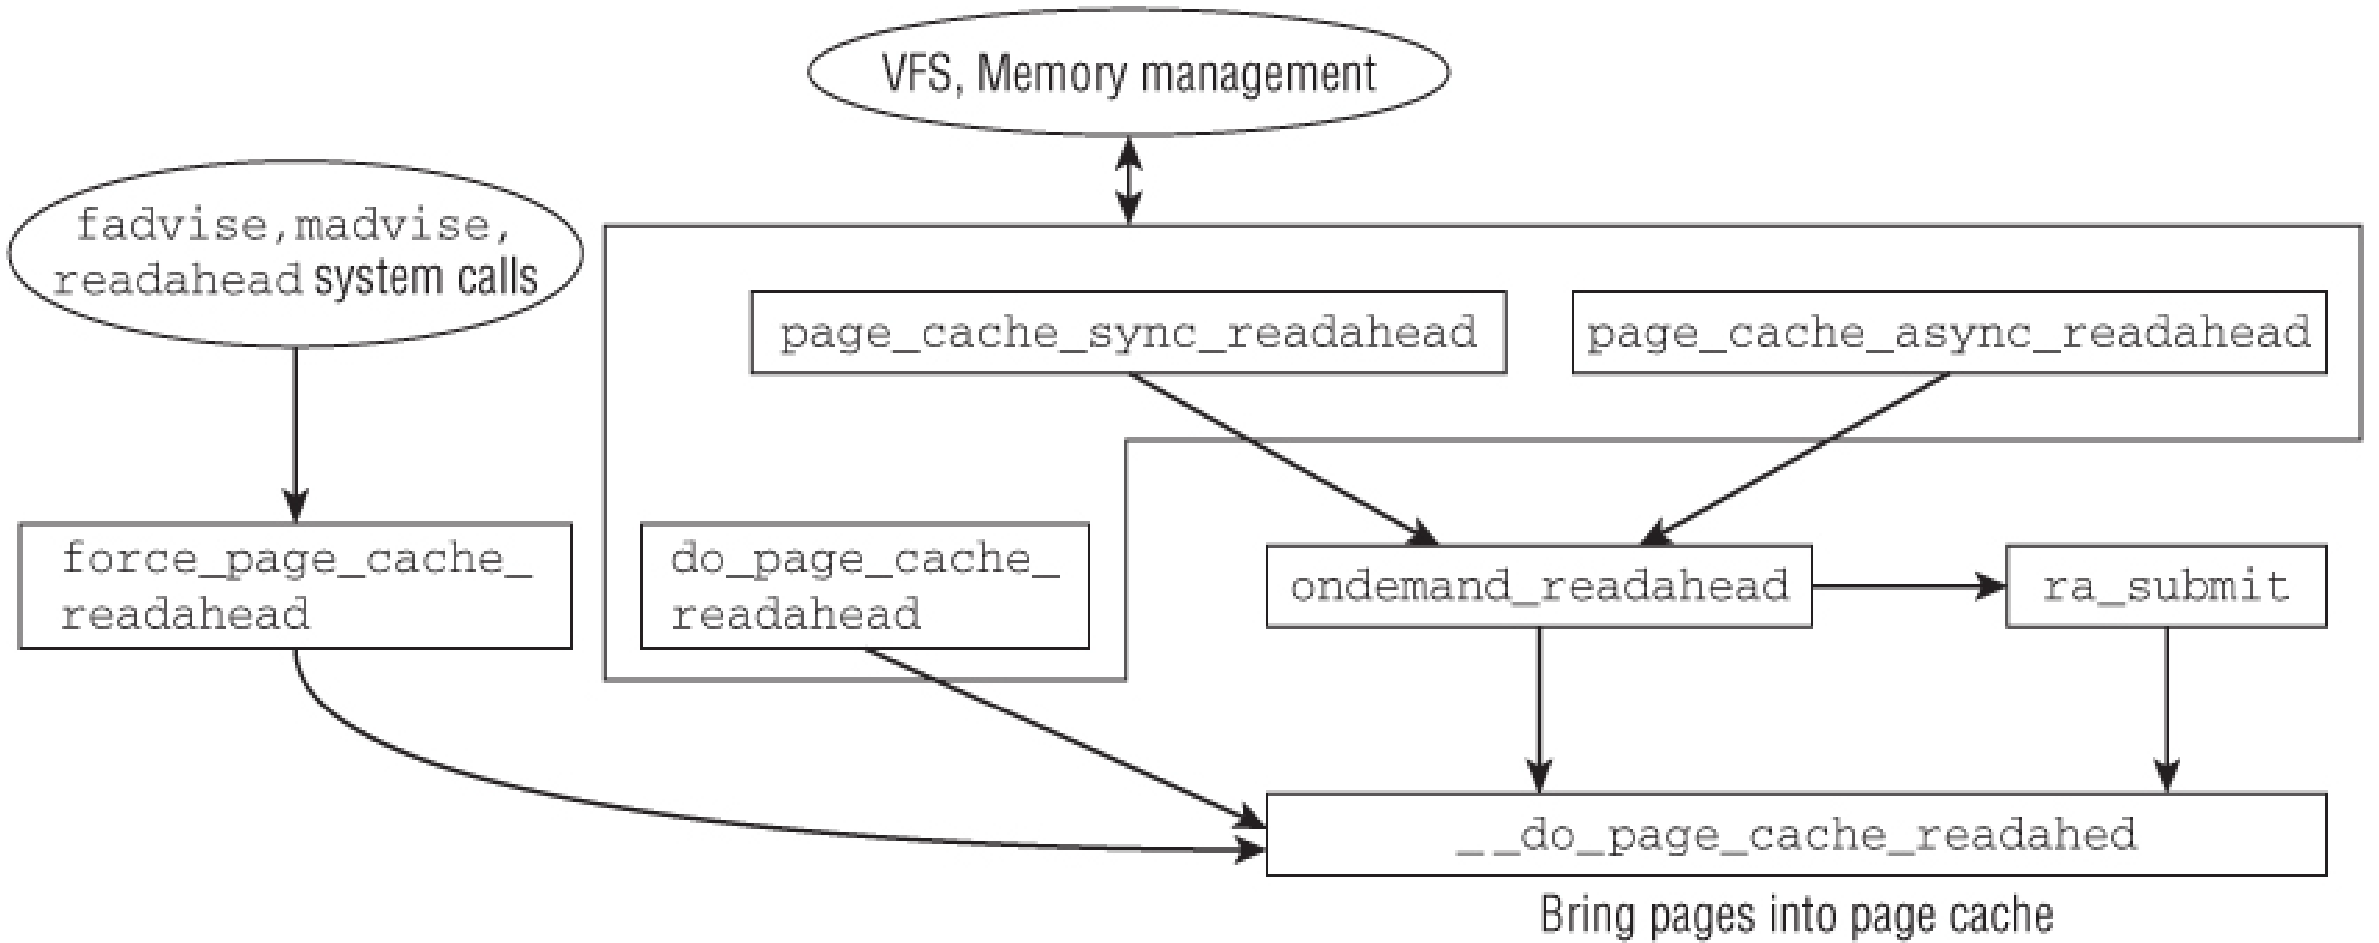 VFS, Memory management
fadvise,madvise,
readahead system calls
page_cache_sync_readahead
page_cache_async_readahead
force_page_cache_
readahead
do_page_cache_
readahead
ondemand_readahead
ra_submit
__do_page_cache_readahed
Bring pages into page cache